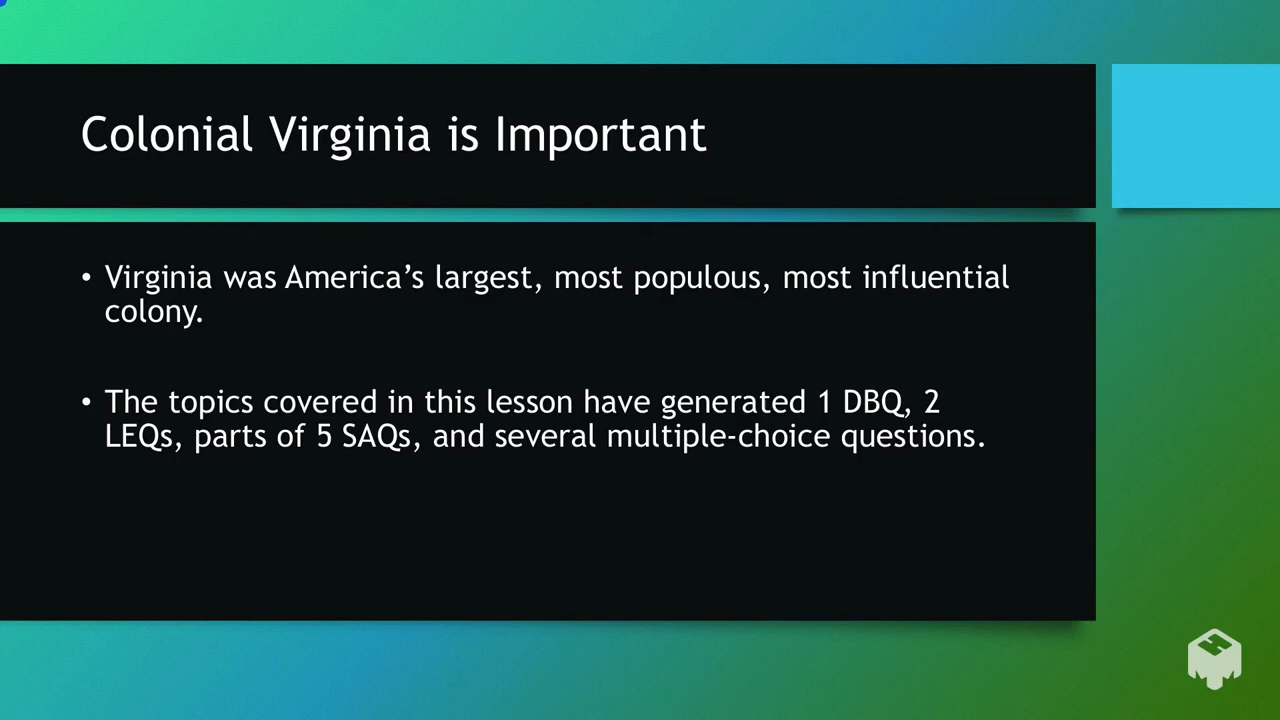 Colonial Virginia is Important
• Virginia was America’s largest, most populous, most influential
colony.
• The topics covered in this lesson have generated 1 DBQ, 2
LEQs, parts of 5 SAQs, and several multiple-choice questions.